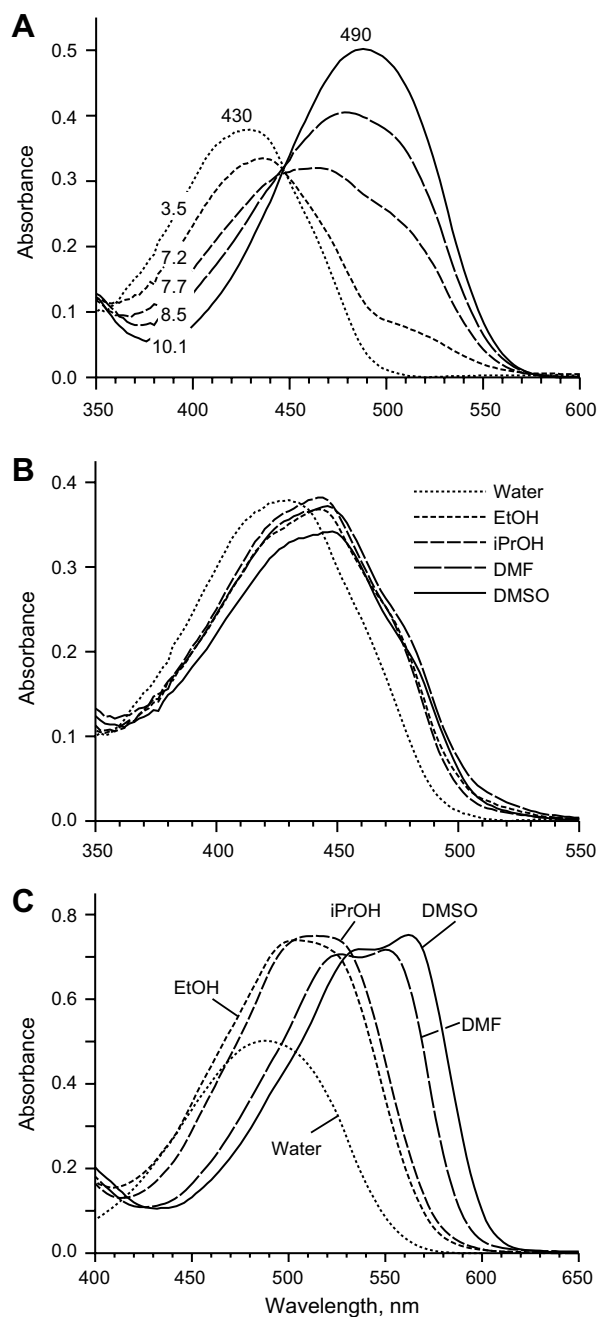 A
0.5
0.4
0.3
0.2
0.1
0.0
Absorbance
430
490
3.5
7.2
7.7
8.5
10.1
350 400 450 500 550 600
B
0.4
0.3
0.2
0.1
0.0
Absorbance
Water
EtOH
iPrOH
DMF
DMSO
350 400 450 500 550
C
0.8
0.6
0.4
0.2
0.0
Absorbance
iPrOH
DMSO
EtOH
DMF
Water
400 450 500 550 600 650
Wavelength, nm